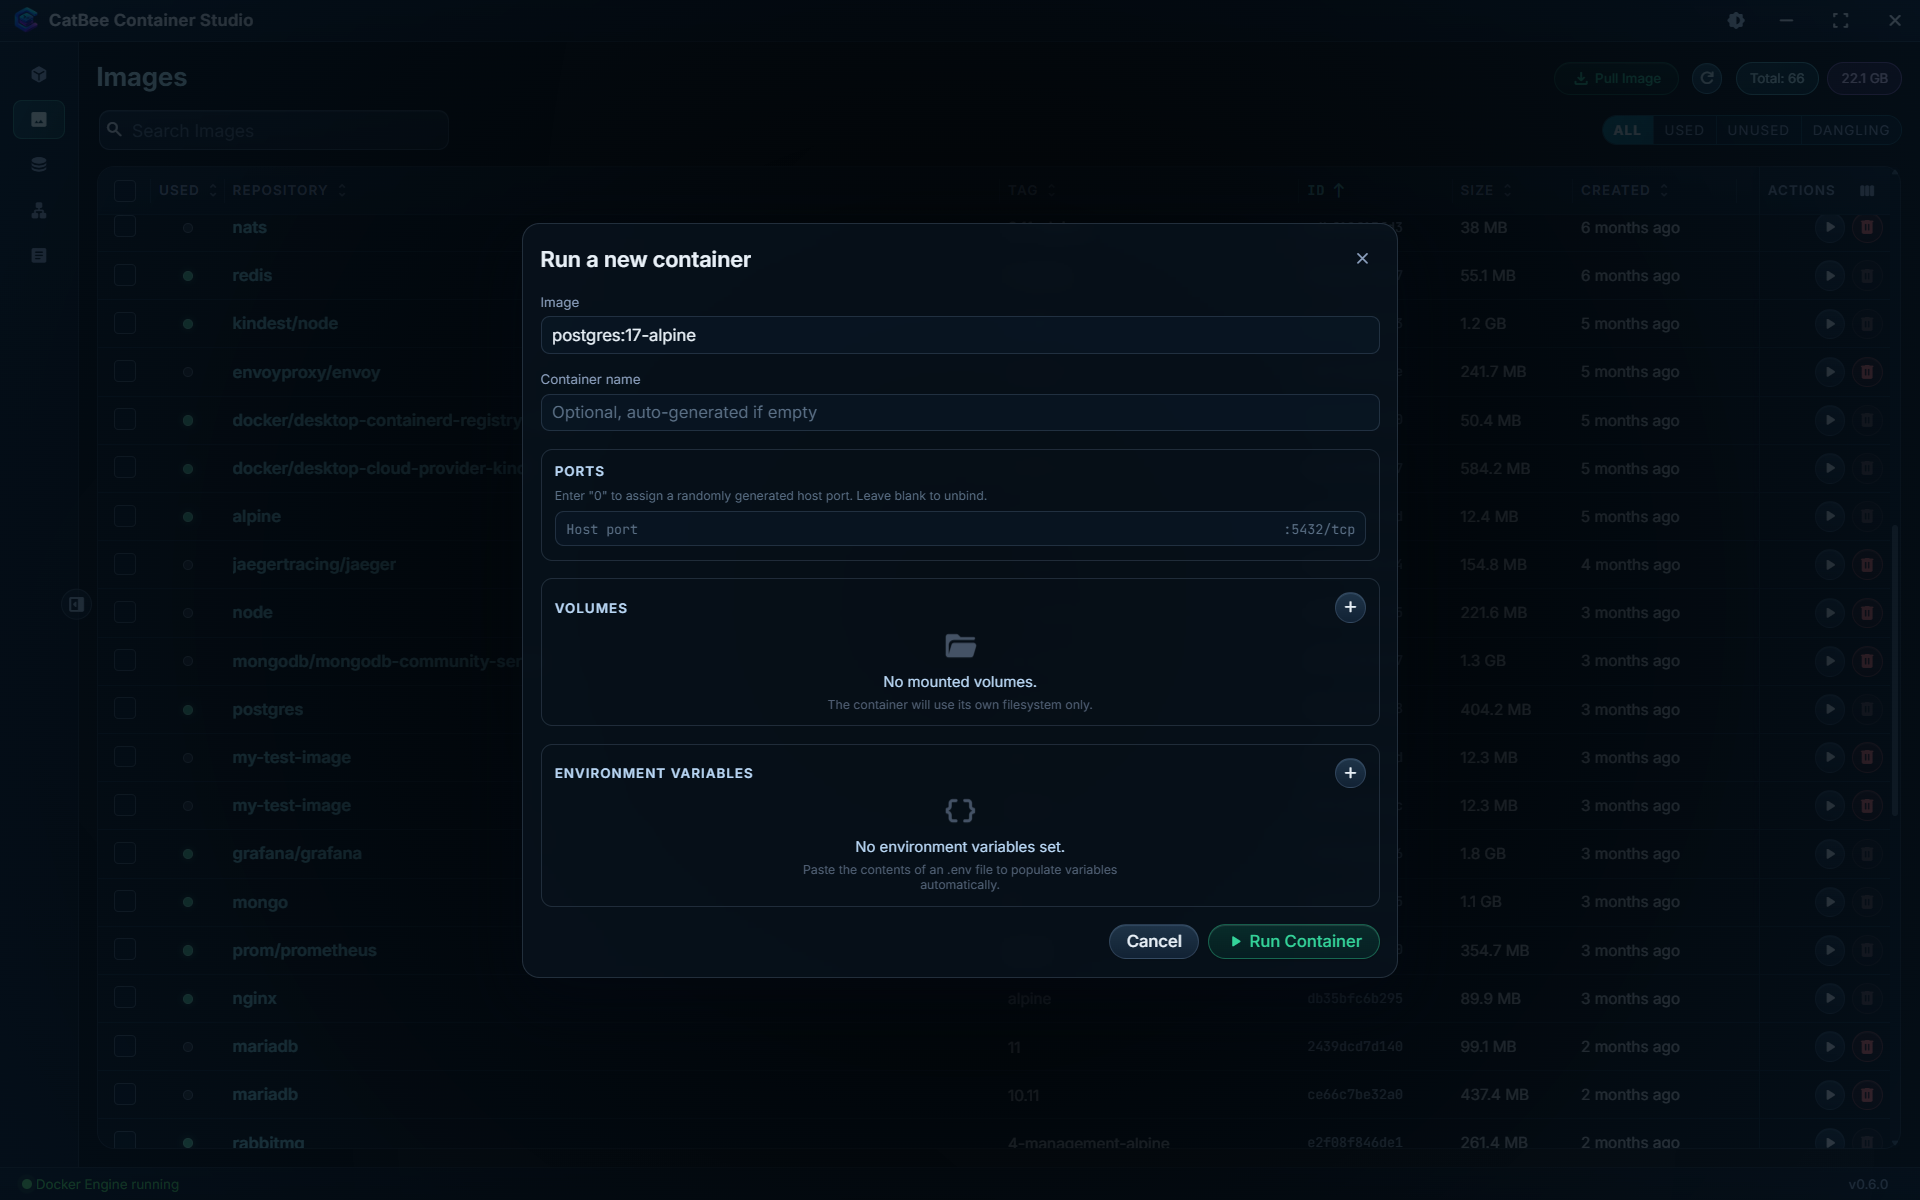 CatBee Container Studio
Images
Pull Image
Total: 66
22.1 GB
Search Images
ALL
USED
UNUSED
DANGLING
USED
REPOSITORY
TAG
ID
SIZE
CREATED
ACTIONS
nats
38 MB
6 months ago
redis
55.1 MB
6 months ago
kindest/node
1.2 GB
5 months ago
envoyproxy/envoy
241.7 MB
5 months ago
docker/desktop-containerd-registry
50.4 MB
5 months ago
docker/desktop-cloud-provider-kind
584.2 MB
5 months ago
alpine
12.4 MB
5 months ago
jaegertracing/jaeger
154.8 MB
4 months ago
node
221.6 MB
3 months ago
mongodb/mongodb-community-ser
1.3 GB
3 months ago
postgres
404.2 MB
3 months ago
my-test-image
12.3 MB
3 months ago
my-test-image
12.3 MB
3 months ago
grafana/grafana
1.8 GB
3 months ago
mongo
1.1 GB
3 months ago
prom/prometheus
354.7 MB
3 months ago
nginx
alpine
db35bfc6b295
89.9 MB
3 months ago
mariadb
11
2439dcd7d140
99.1 MB
2 months ago
mariadb
10.11
ce66c7be32a0
437.4 MB
2 months ago
rabbitmq
4-management-alpine
e2f08f846de1
261.4 MB
2 months ago
Run a new container
Image
postgres:17-alpine
Container name
Optional, auto-generated if empty
PORTS
Enter "0" to assign a randomly generated host port. Leave blank to unbind.
Host port
:5432/tcp
VOLUMES
No mounted volumes.
The container will use its own filesystem only.
ENVIRONMENT VARIABLES
No environment variables set.
Paste the contents of an .env file to populate variables
automatically.
Cancel
Run Container
Docker Engine running
v0.6.0